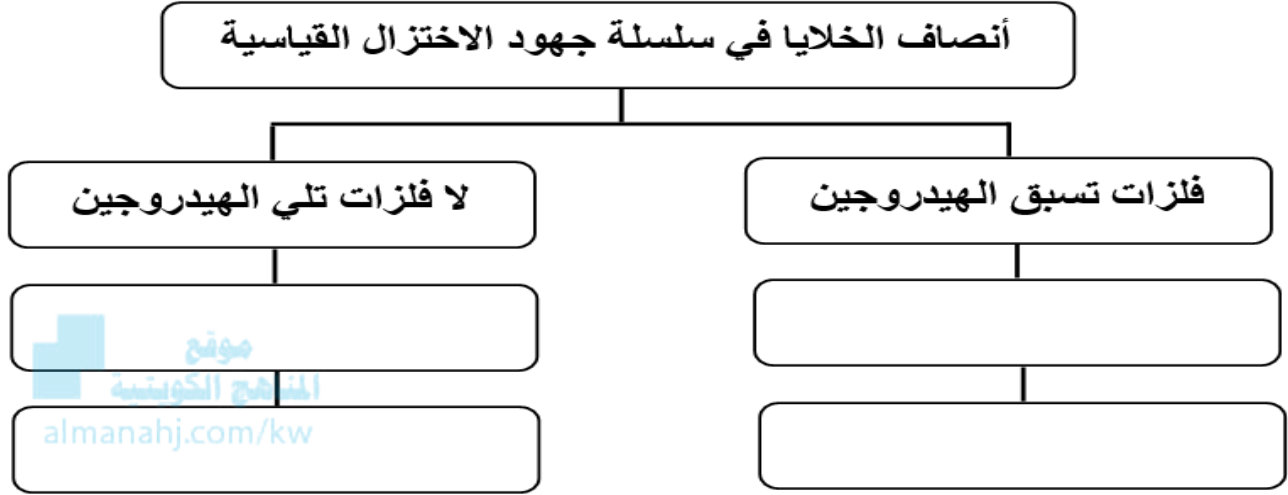 أنصاف الخلايا في سلسلة جهود الاختزال القياسية
فلزات تسبق الهيدروجين
لا فلزات تلي الهيدروجين
موقع
المناهج الكويتية
almanahj.com/kw